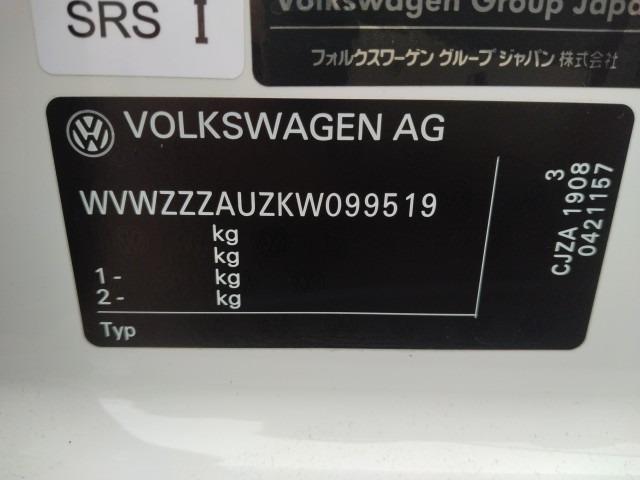 SRS I
Volkswagen Group Japa
フォルクスワーゲン グループ ジャパン 株式会社
VOLKSWAGEN AG
WVWZZZAUZKW099519
kg
kg
1 - kg
2 - kg
Typ
3
CJZA 1908
0421157